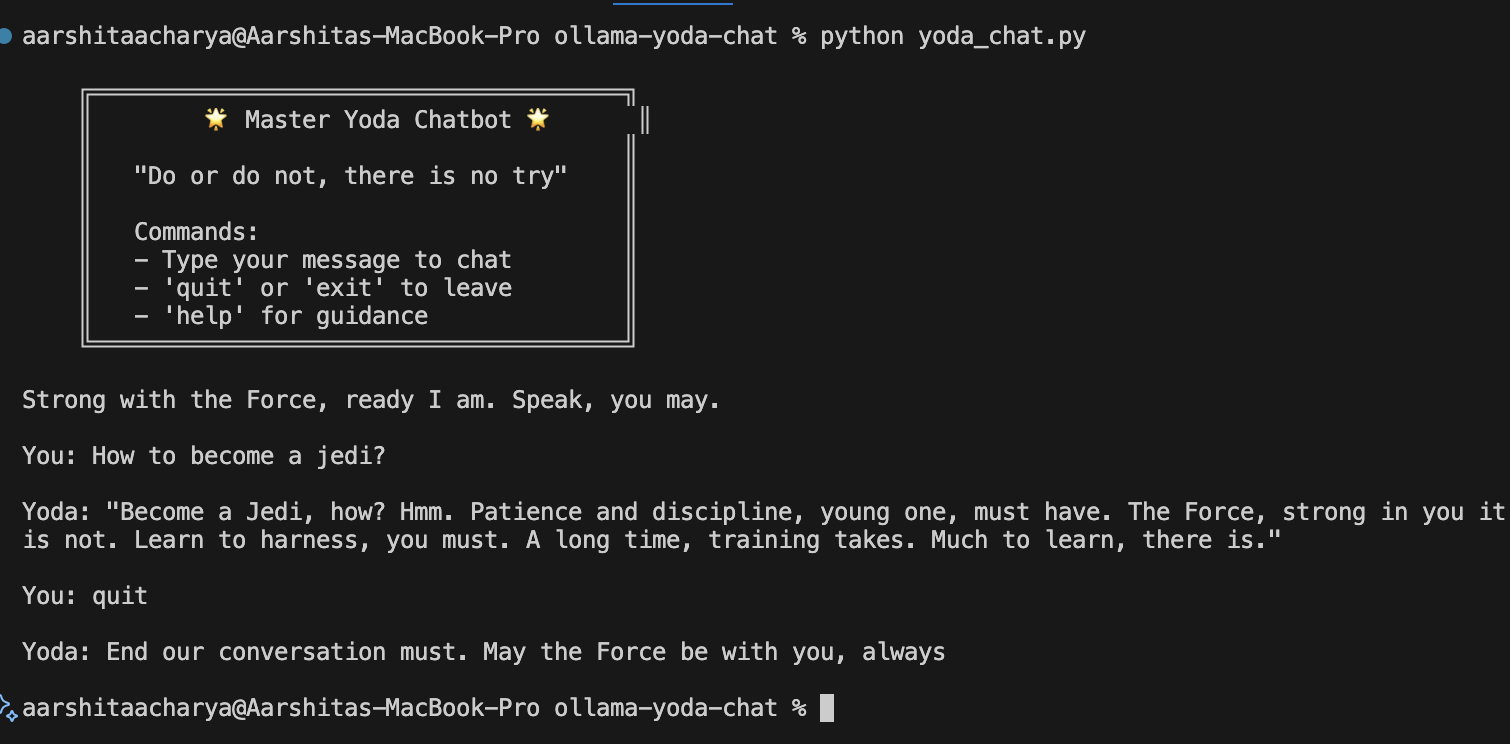 aarshitaacharya@Aarshitas-MacBook-Pro ollama-yoda-chat % python yoda_chat.py
🌟 Master Yoda Chatbot 🌟
"Do or do not, there is no try"
Commands:
- Type your message to chat
- 'quit' or 'exit' to leave
- 'help' for guidance
Strong with the Force, ready I am. Speak, you may.
You: How to become a jedi?
Yoda: "Become a Jedi, how? Hmm. Patience and discipline, young one, must have. The Force, strong in you it
is not. Learn to harness, you must. A long time, training takes. Much to learn, there is."
You: quit
Yoda: End our conversation must. May the Force be with you, always
aarshitaacharya@Aarshitas-MacBook-Pro ollama-yoda-chat %